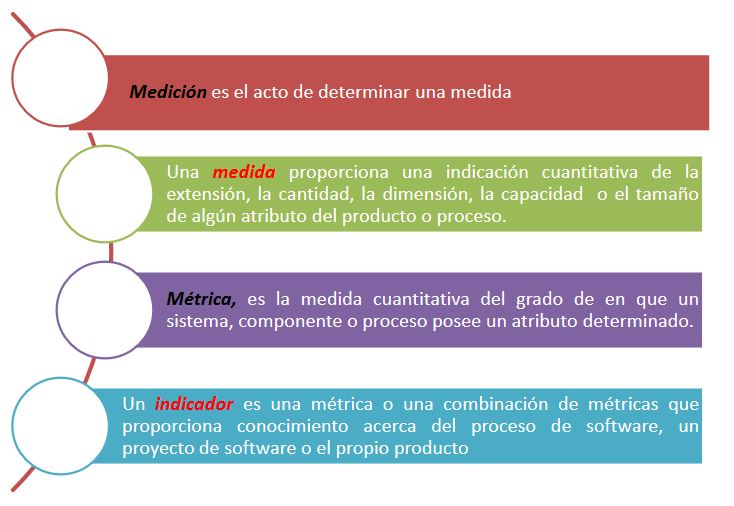 Medición es el acto de determinar una medida
Una medida proporciona una indicación cuantitativa de la
extensión, la cantidad, la dimensión, la capacidad o el tamaño
de algún atributo del producto o proceso.
Métrica, es la medida cuantitativa del grado de en que un
sistema, componente o proceso posee un atributo determinado.
Un indicador es una métrica o una combinación de métricas que
proporciona conocimiento acerca del proceso de software, un
proyecto de software o el propio producto